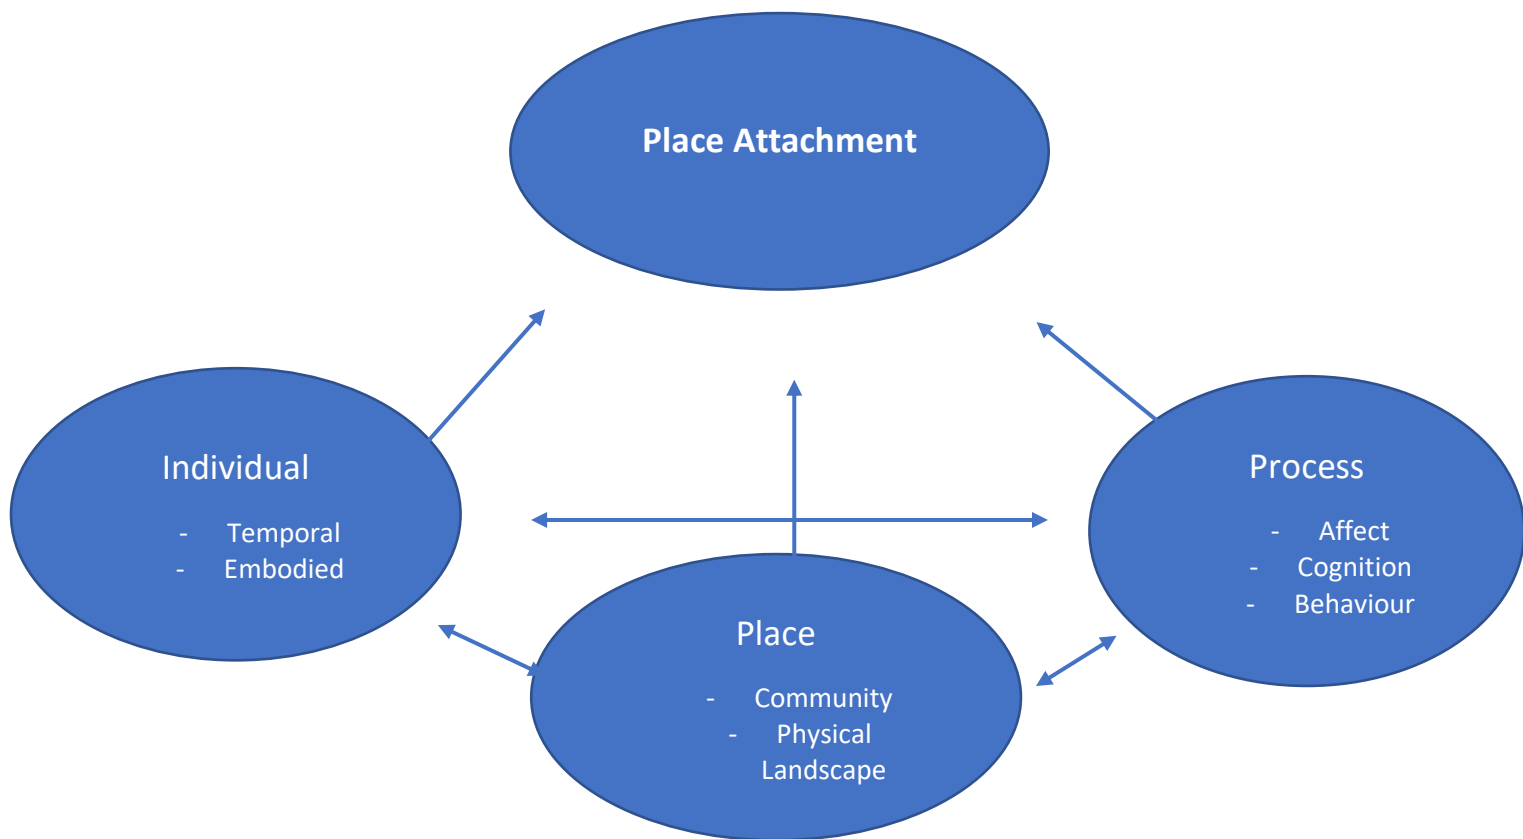 Place Attachment
Individual
- Temporal
- Embodied
Process
- Affect
- Cognition
- Behaviour
Place
- Community
- Physical
Landscape